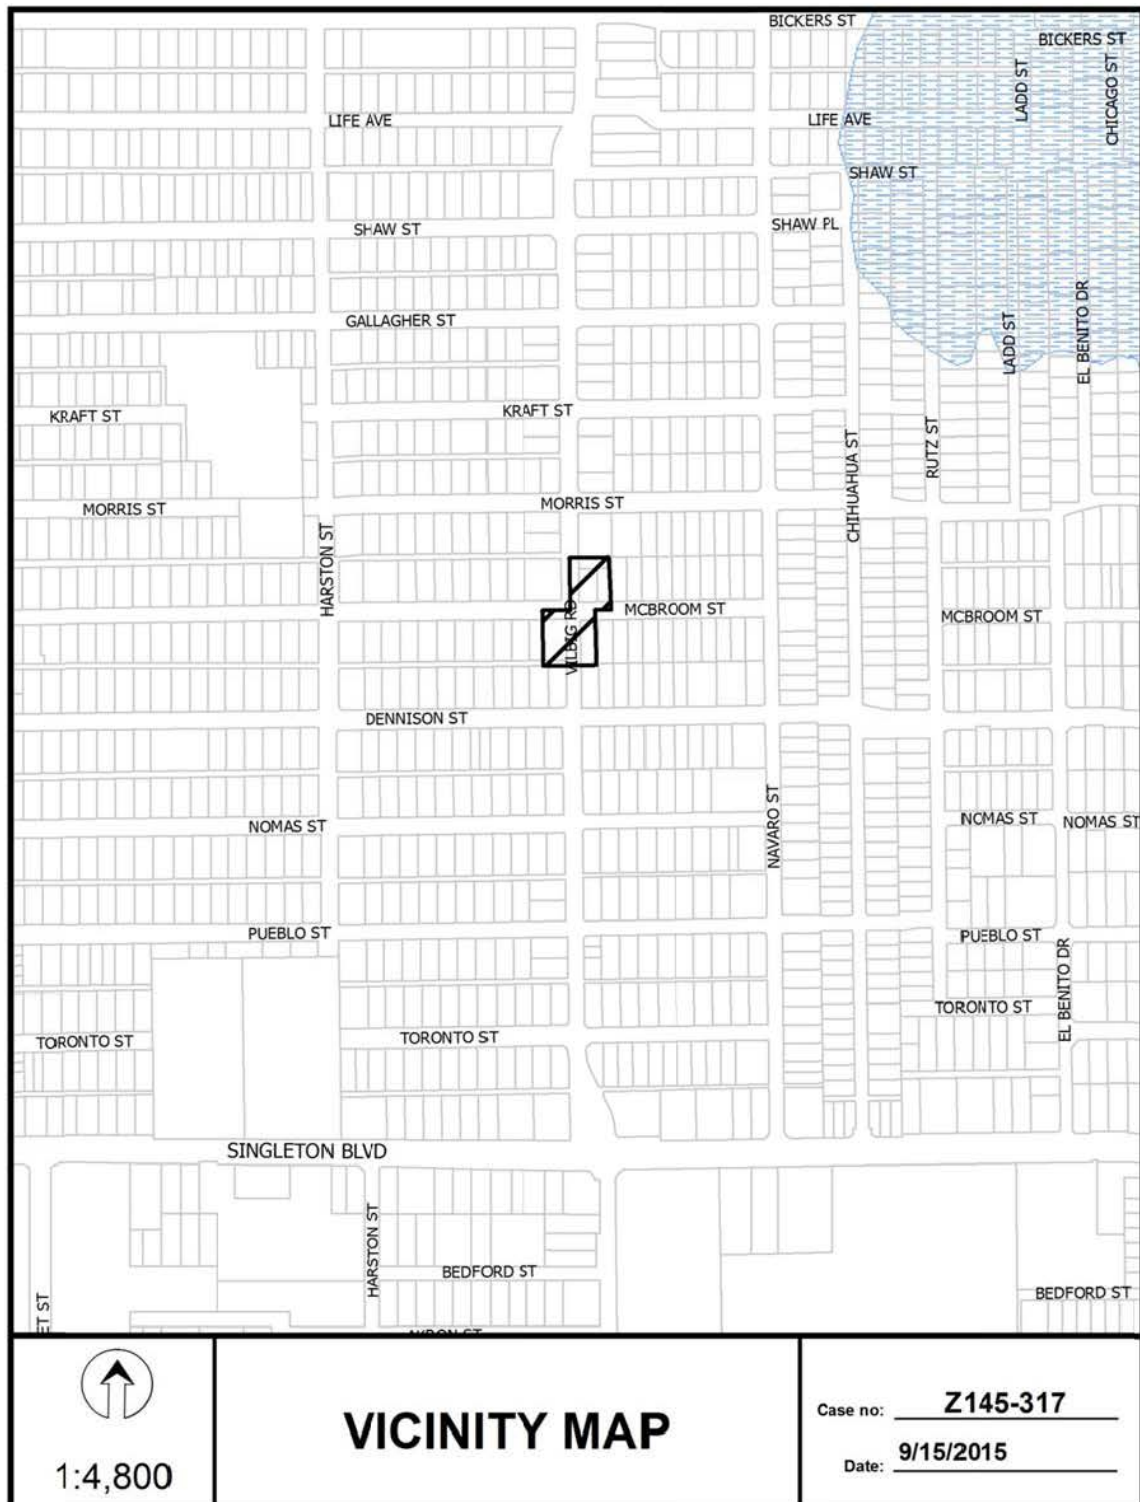 BICKERS ST
BICKERS ST
LADD ST
CHICAGO ST
LIFE AVE
LIFE AVE
SHAW ST
SHAW ST
SHAW PL
EL BENITO DR
GALLAGHER ST
LADD ST
KRAFT ST
KRAFT ST
CHIHUAHUA ST
RUTZ ST
MORRIS ST
MORRIS ST
HARSTON ST
VILBIG RD
MCBROOM ST
MCBROOM ST
DENNISON ST
NAVARO ST
NOMAS ST
NOMAS ST
NOMAS ST
PUEBLO ST
PUEBLO ST
EL BENITO DR
TORONTO ST
TORONTO ST
TORONTO ST
SINGLETON BLVD
HARSTON ST
BEDFORD ST
BEDFORD ST
ET ST
1:4,800
VICINITY MAP
Case no: Z145-317
Date: 9/15/2015